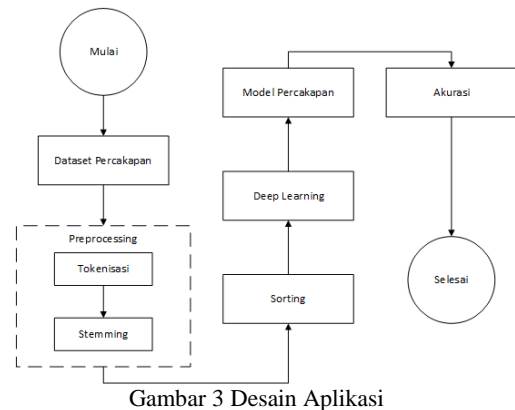 Mulai
Dataset Percakapan
Preprocessing
Tokenisasi
Stemming
Sorting
Deep Learning
Model Percakapan
Akurasi
Selesai
Gambar 3 Desain Aplikasi